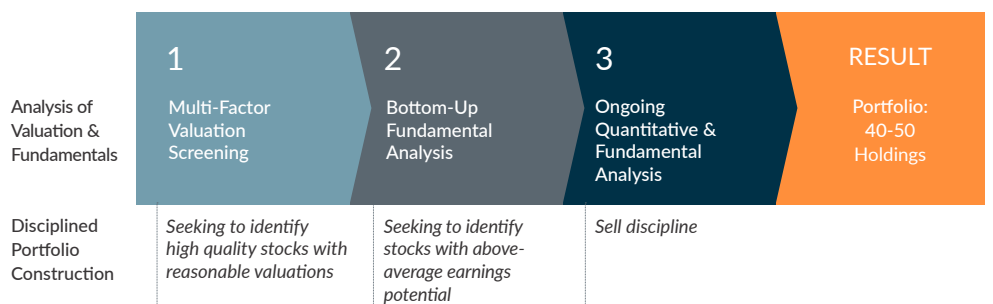 1
2
3
RESULT
Analysis of
Valuation &
Fundamentals
Multi-Factor
Valuation
Screening
Bottom-Up
Fundamental
Analysis
Ongoing
Quantitative &
Fundamental
Analysis
Portfolio:
40-50
Holdings
Disciplined
Portfolio
Construction
Seeking to identify
high quality stocks with
reasonable valuations
Seeking to identify
stocks with above-
average earnings
potential
Sell discipline